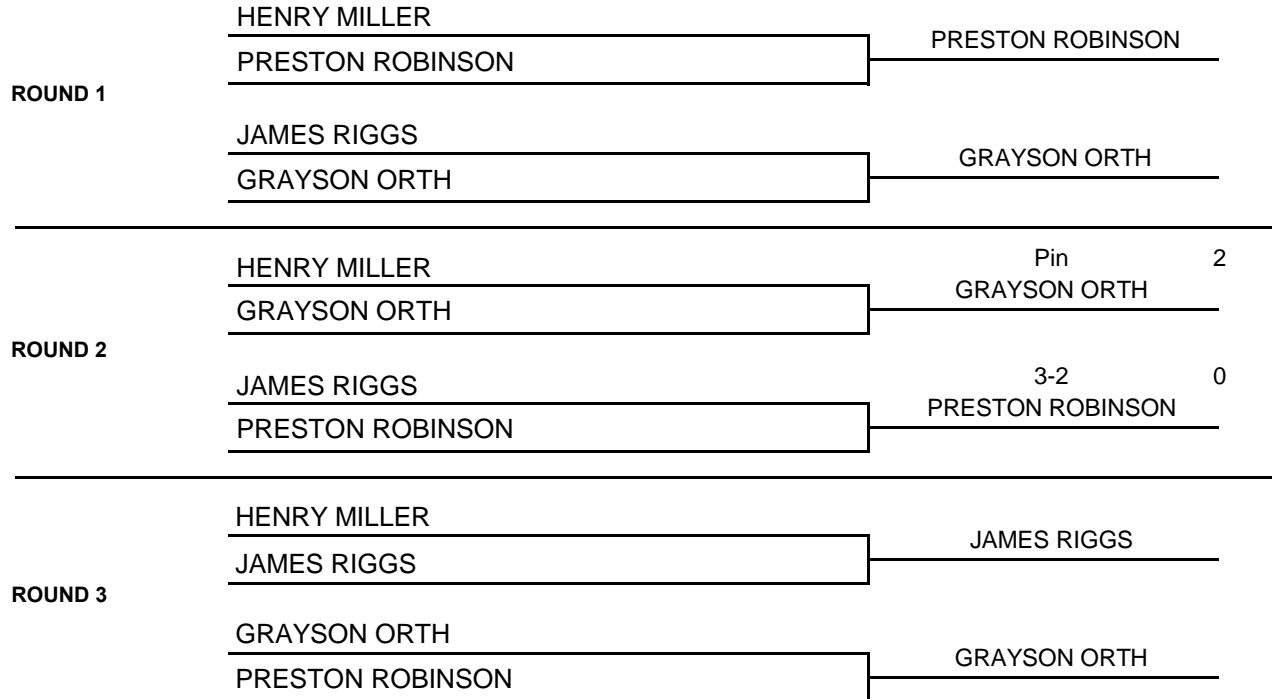 HENRY MILLER
PRESTON ROBINSON
PRESTON ROBINSON
ROUND 1
JAMES RIGGS
GRAYSON ORTH
GRAYSON ORTH
HENRY MILLER
Pin 2
GRAYSON ORTH
GRAYSON ORTH
ROUND 2
JAMES RIGGS
3-2 0
PRESTON ROBINSON
PRESTON ROBINSON
HENRY MILLER
JAMES RIGGS
JAMES RIGGS
ROUND 3
GRAYSON ORTH
GRAYSON ORTH
PRESTON ROBINSON